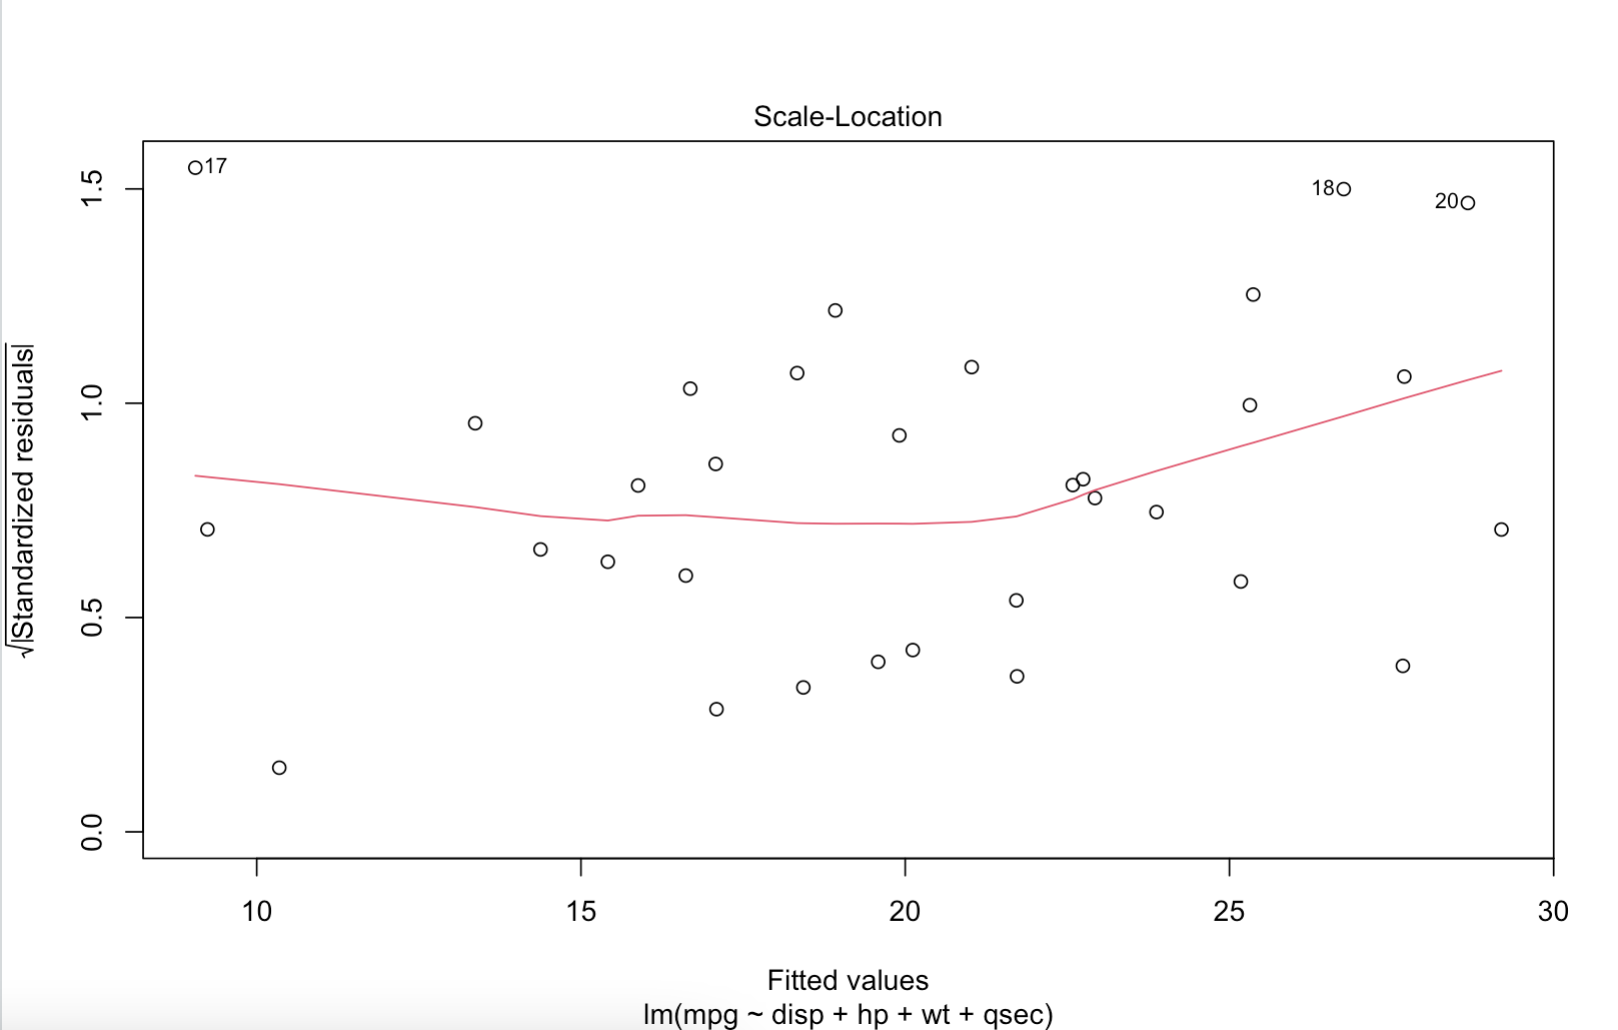 Scale-Location
√|Standardized residuals|
1.5
1.0
0.5
0.0
17
18
20
10 15 20 25 30
Fitted values
lm(mpg ~ disp + hp + wt + qsec)